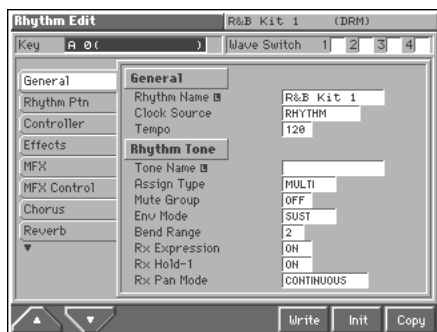 Rhythm Edit R&B Kit 1 (DRM)
Key A 0( ) Wave Switch 1 2 3 4
General
Rhythm Ptn
Controller
Effects
MFX
MFX Control
Chorus
Reverb
General
Rhythm Name R&B Kit 1
Clock Source RHYTHM
Tempo 120
Rhythm Tone
Tone Name
Assign Type MULTI
Mute Group OFF
Env Mode SUST
Bend Range 2
Rx Expression ON
Rx Hold-1 ON
Rx Pan Mode CONTINUOUS
Write Init Copy